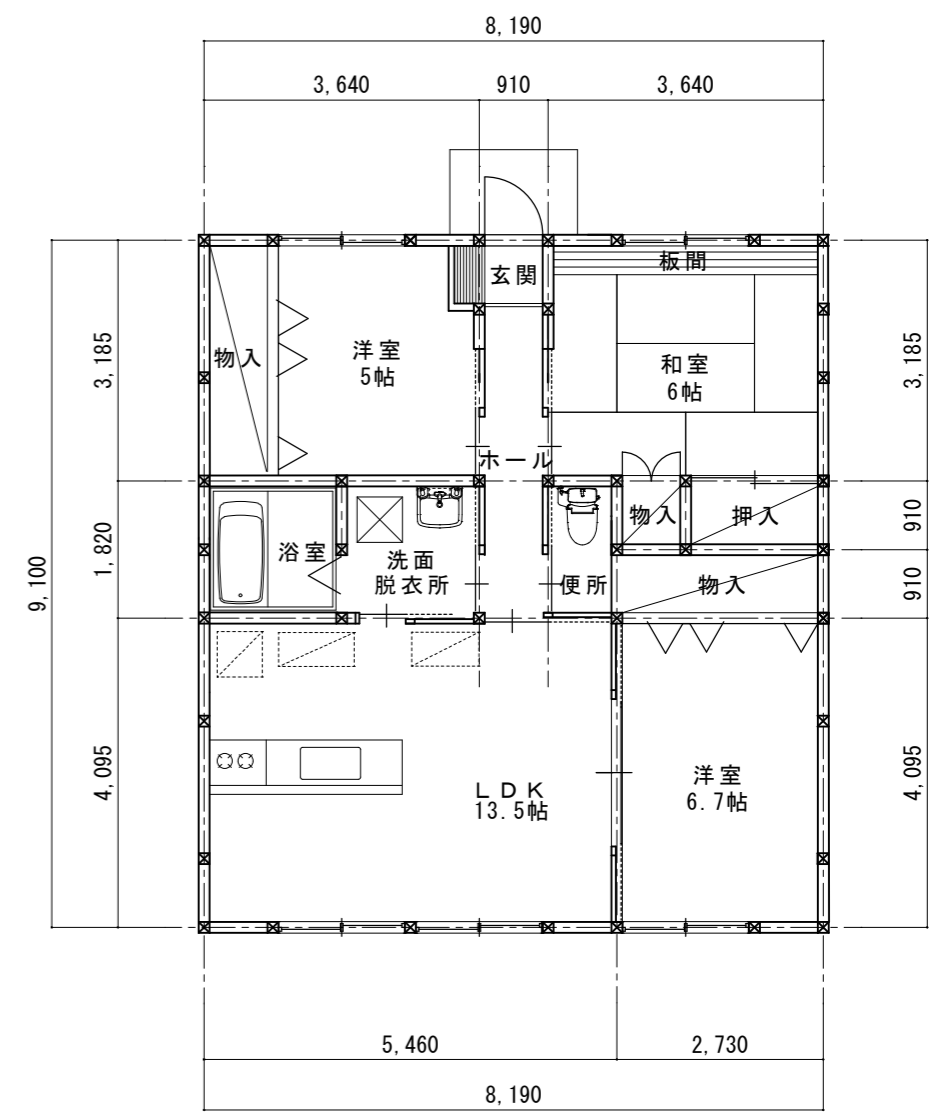 8,190
3,640
910
3,640
玄関
板間
物入
洋室
5帖
和室
6帖
3,185
3,185
ホール
物入
押入
910
1,820
9,100
浴室
洗面
脱衣所
便所
物入
910
4,095
LDK
13.5帖
洋室
6.7帖
4,095
5,460
2,730
8,190